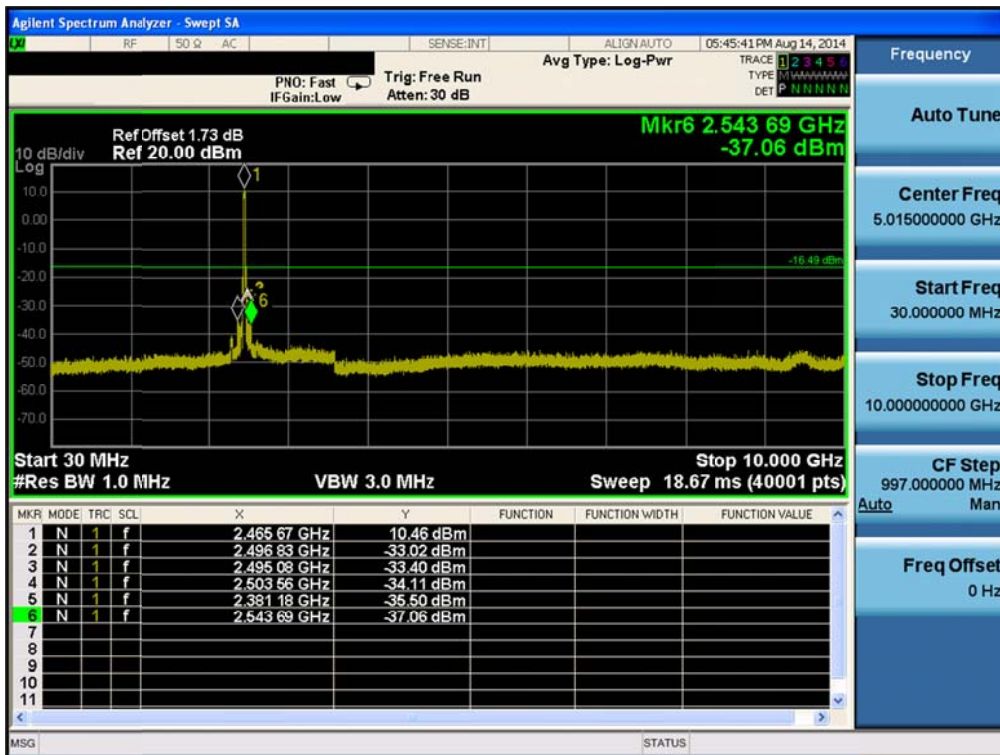 Agilent Spectrum Analyzer - Swept SA
LXI RF 50 Ω AC SENSE:INT ALIGN AUTO 05:45:41 PM Aug 14, 2014
Avg Type: Log-Pwr TRACE 1 2 3 4 5 6
PNO: Fast Trig: Free Run TYPE M
IFGain:Low Atten: 30 dB DET P N N N N N
Ref Offset 1.73 dB Mkr6 2.543 69 GHz
10 dB/div Ref 20.00 dBm -37.06 dBm
Log
1
10.0
0.00
-10.0
-16.49 dBm
-20.0
6
-30.0
-40.0
-50.0
-60.0
-70.0
Start 30 MHz Stop 10.000 GHz
#Res BW 1.0 MHz VBW 3.0 MHz Sweep 18.67 ms (40001 pts)
MKR MODE TRC SCL X Y FUNCTION FUNCTION WIDTH FUNCTION VALUE
1 N 1 f 2.465 67 GHz 10.46 dBm
2 N 1 f 2.496 83 GHz -33.02 dBm
3 N 1 f 2.495 08 GHz -33.40 dBm
4 N 1 f 2.503 56 GHz -34.11 dBm
5 N 1 f 2.381 18 GHz -35.50 dBm
6 N 1 f 2.543 69 GHz -37.06 dBm
7
8
9
10
11
MSG STATUS
Frequency
Auto Tune
Center Freq
5.015000000 GHz
Start Freq
30.000000 MHz
Stop Freq
10.000000000 GHz
CF Step
997.000000 MHz
Auto Man
Freq Offset
0 Hz